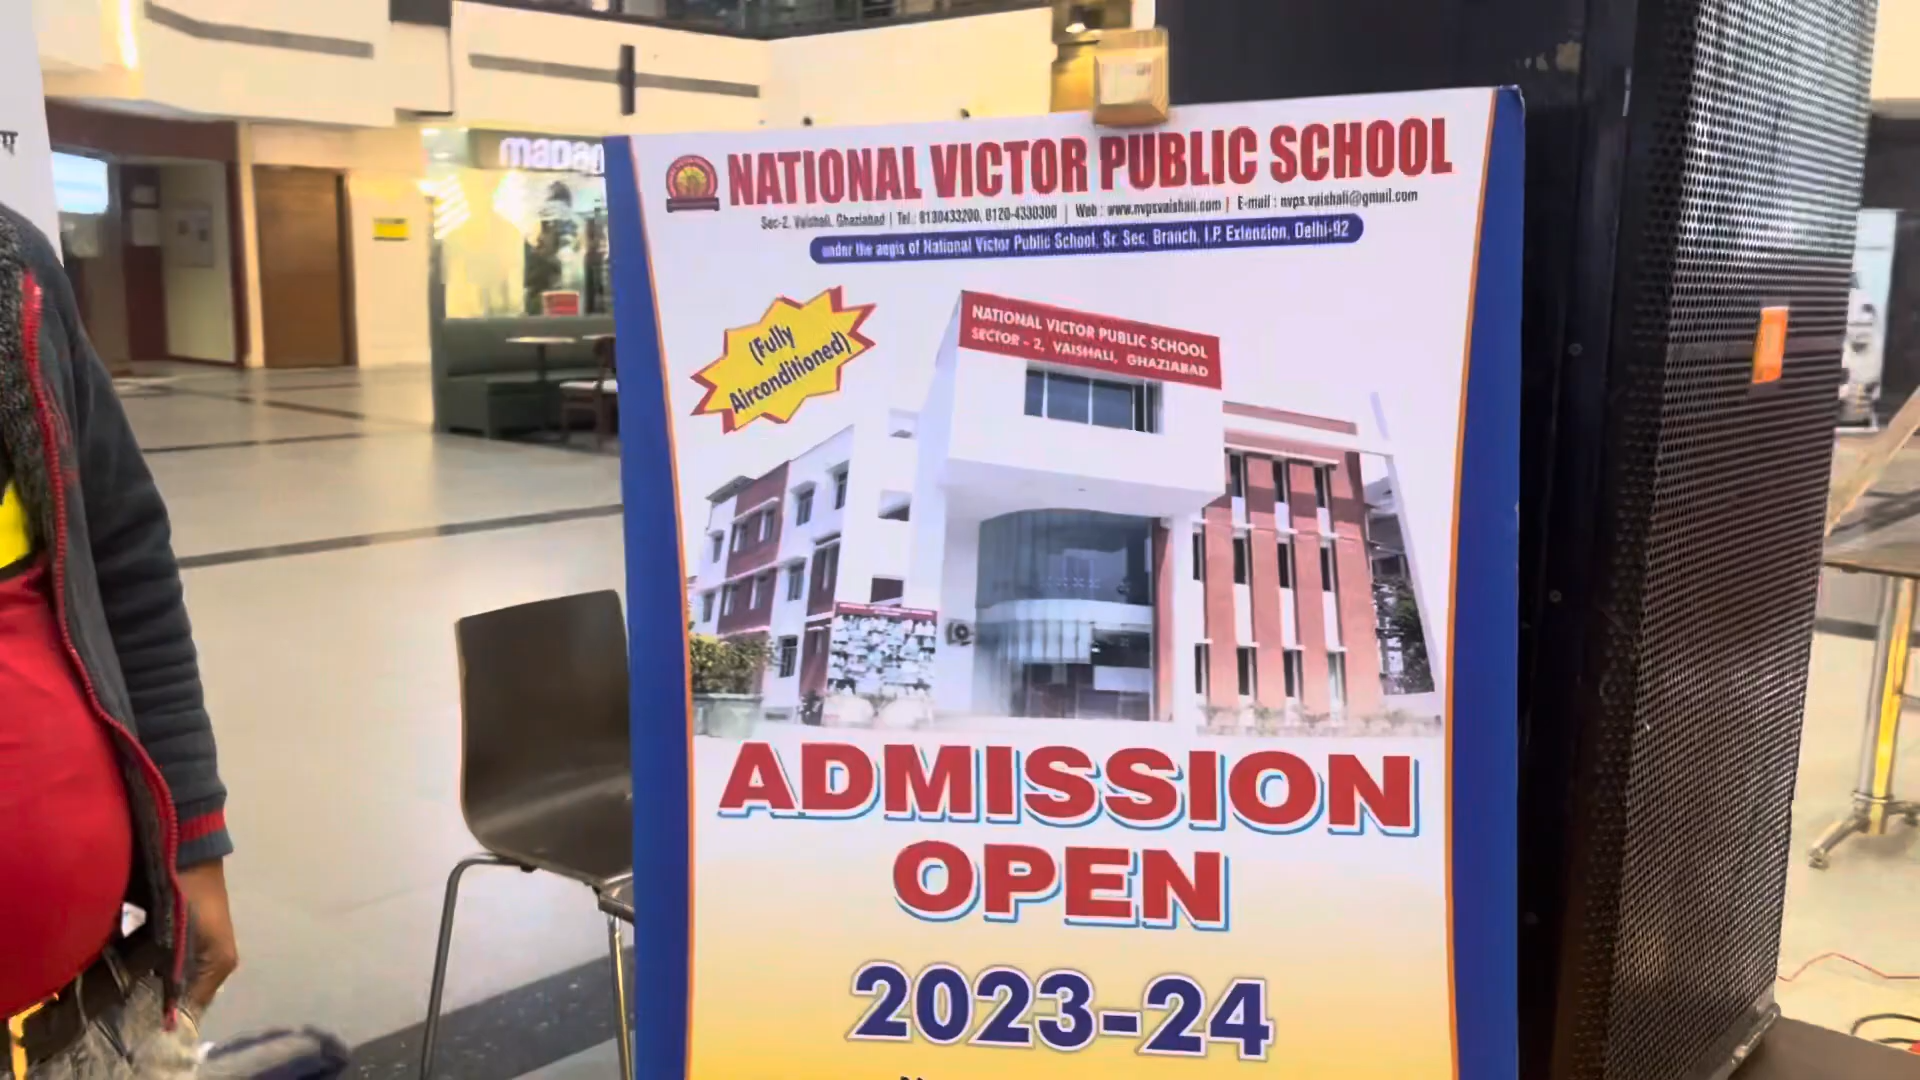 NATIONAL VICTOR PUBLIC SCHOOL
Sec-2, Vaishali, Ghaziabad | Tel.: 8130433200, 0120-4330300 | Web : www.nvpsvaishali.com | E-mail : nvps.vaishali@gmail.com
under the aegis of National Victor Public School, Sr. Sec. Branch, I.P. Extension, Delhi-92
(Fully
Airconditioned)
NATIONAL VICTOR PUBLIC SCHOOL
SECTOR - 2, VAISHALI, GHAZIABAD
ADMISSION
OPEN
2023-24